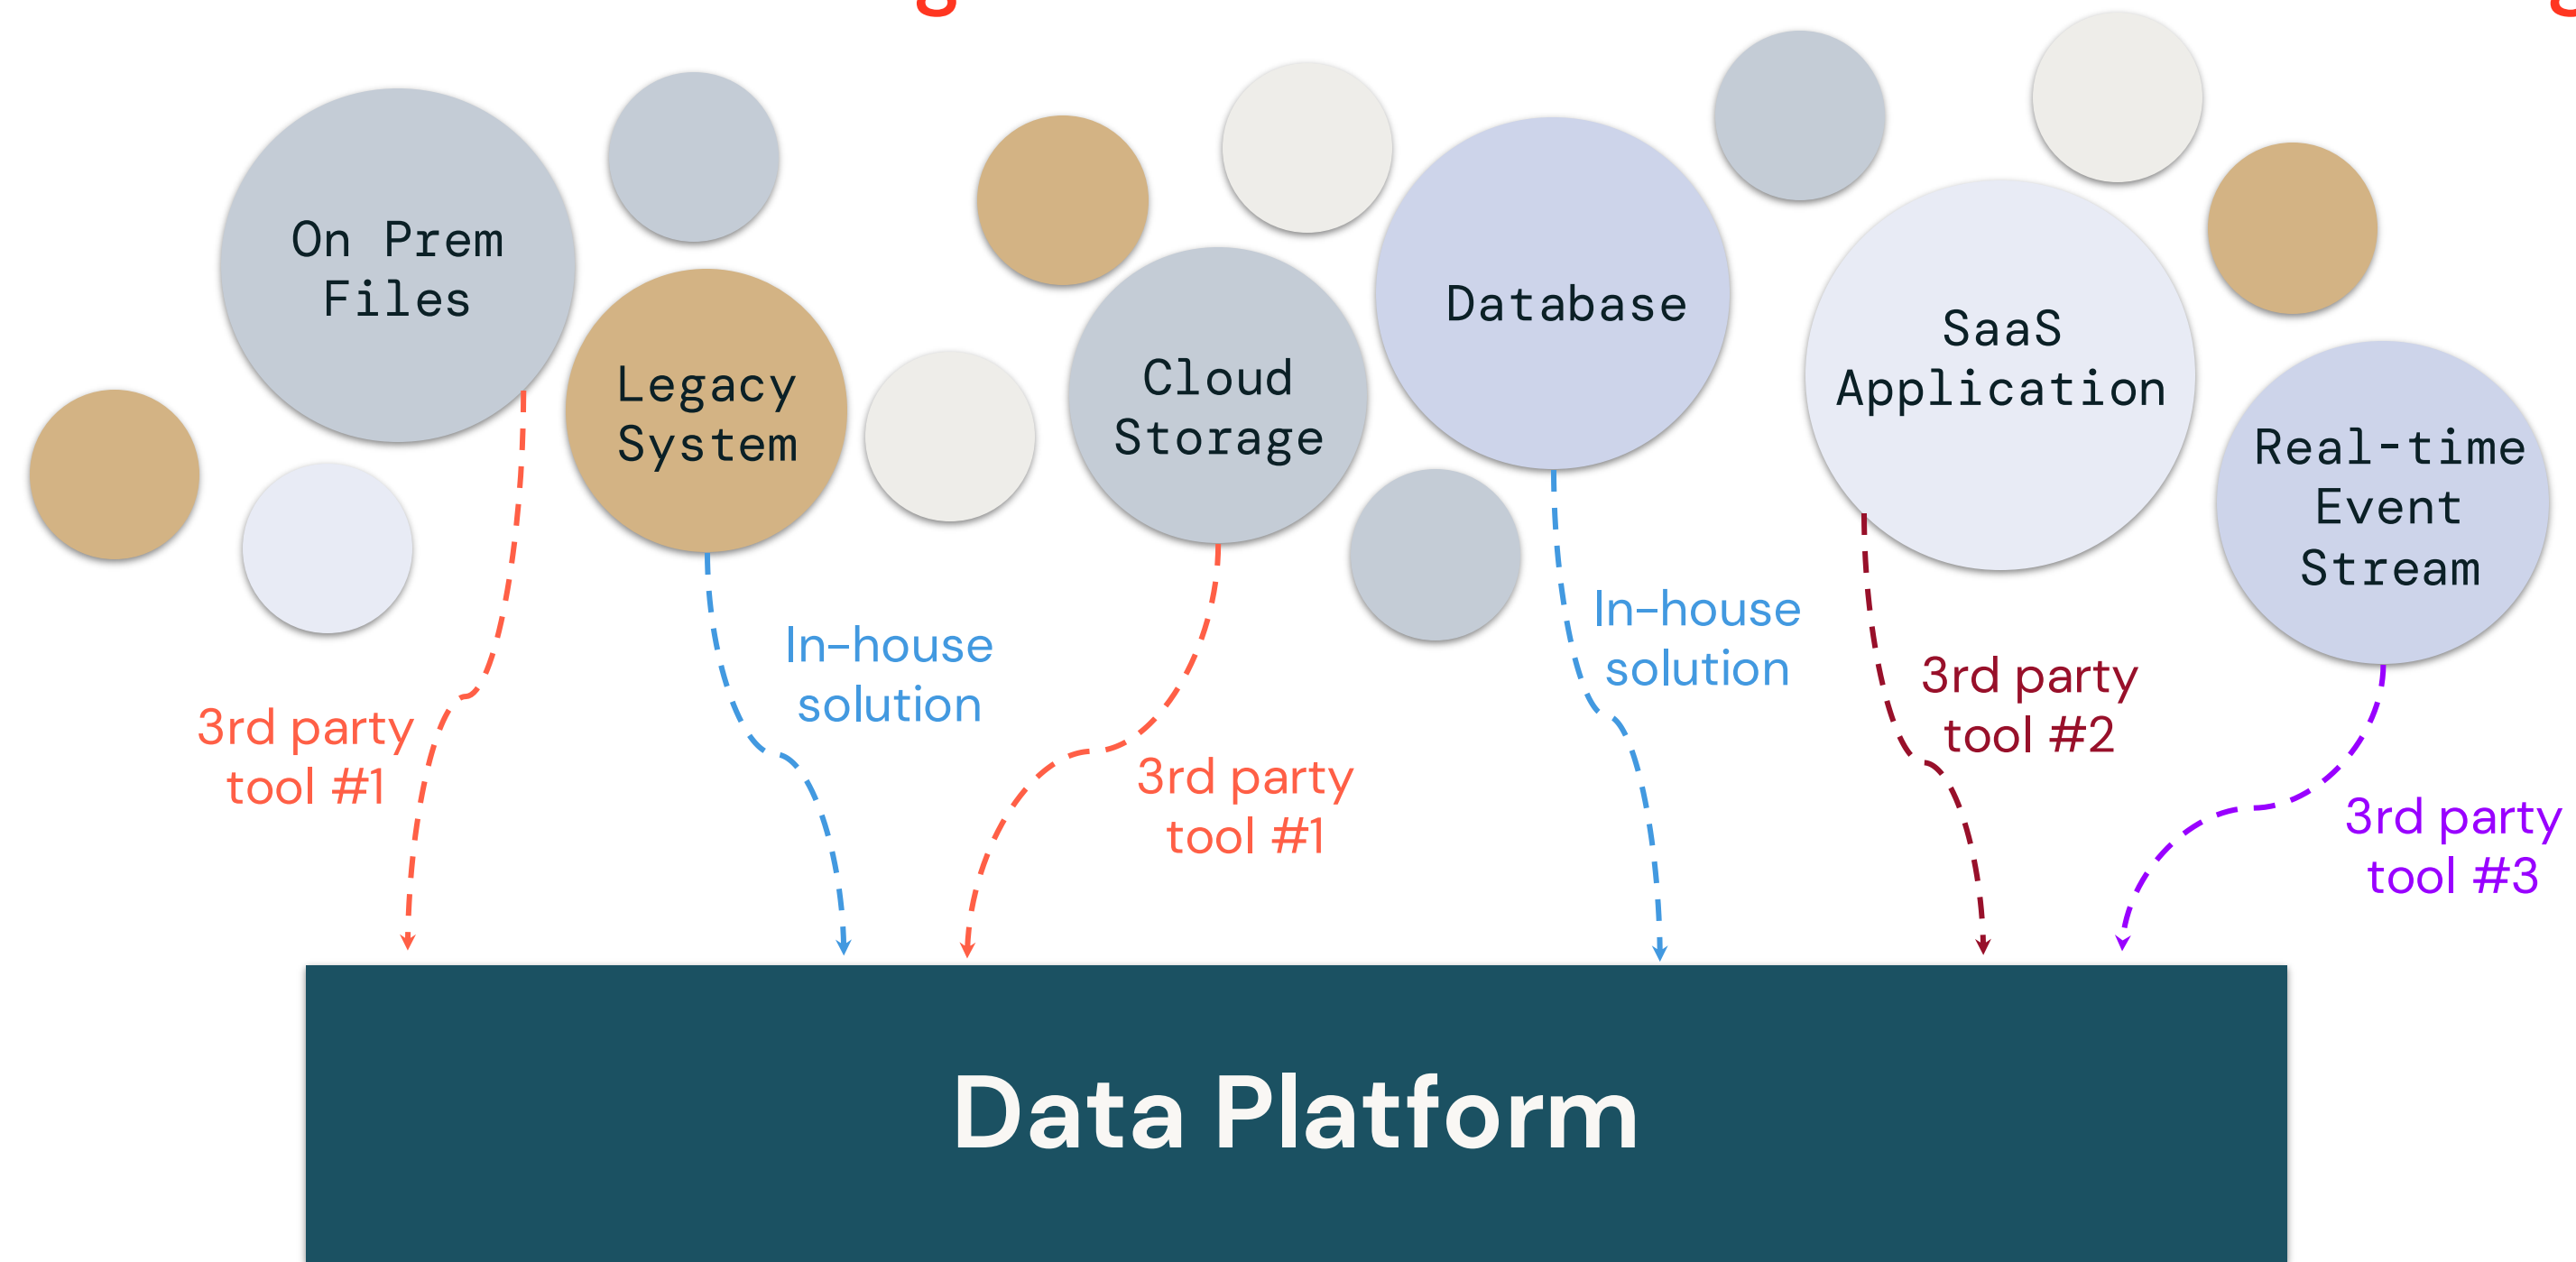 On Prem
Files
Legacy
System
Cloud
Storage
Database
SaaS
Application
Real-time
Event
Stream
3rd party
tool #1
In-house
solution
3rd party
tool #1
In-house
solution
3rd party
tool #2
3rd party
tool #3
Data Platform